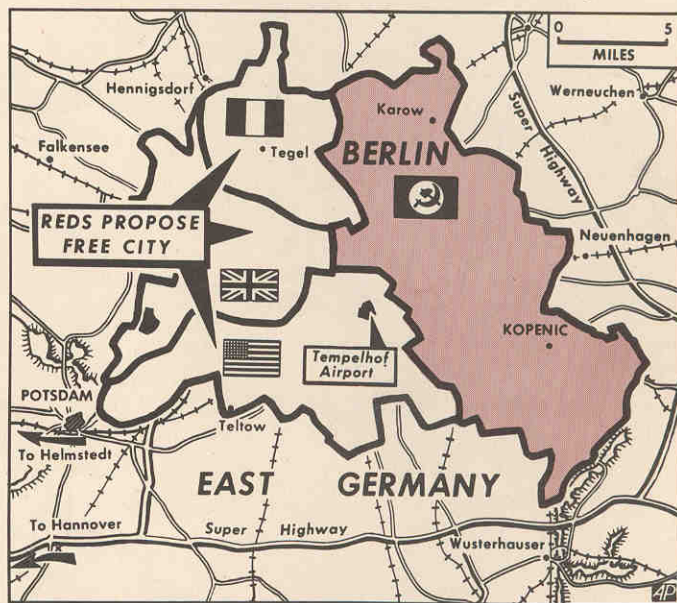 0 5
MILES
Hennigsdorf
Karow
Werneuchen
Super Highway
Falkensee
Tegel
BERLIN
REDS PROPOSE
FREE CITY
Neuenhagen
KOPENIC
Tempelhof
Airport
POTSDAM
Teltow
To Helmstedt
EAST GERMANY
To Hannover
Super Highway
Wusterhauser
AP